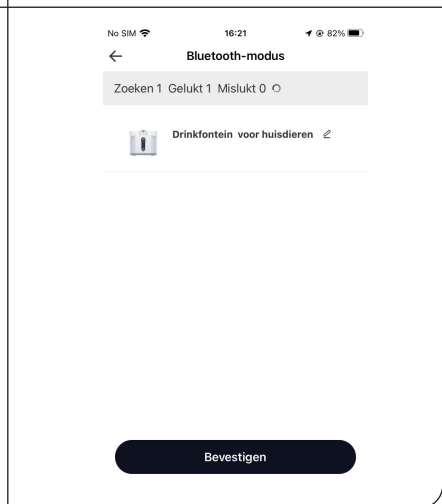 No SIM 16:21 82%
Bluetooth-modus
Zoeken 1 Gelukt 1 Mislukt 0
Drinkfontein voor huisdieren
Bevestigen